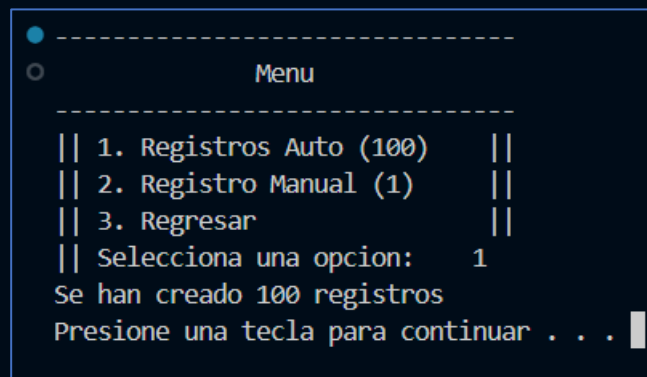 --------------------------------
Menu
--------------------------------
|| 1. Registros Auto (100) ||
|| 2. Registro Manual (1) ||
|| 3. Regresar ||
|| Selecciona una opcion: 1
Se han creado 100 registros
Presione una tecla para continuar . . .